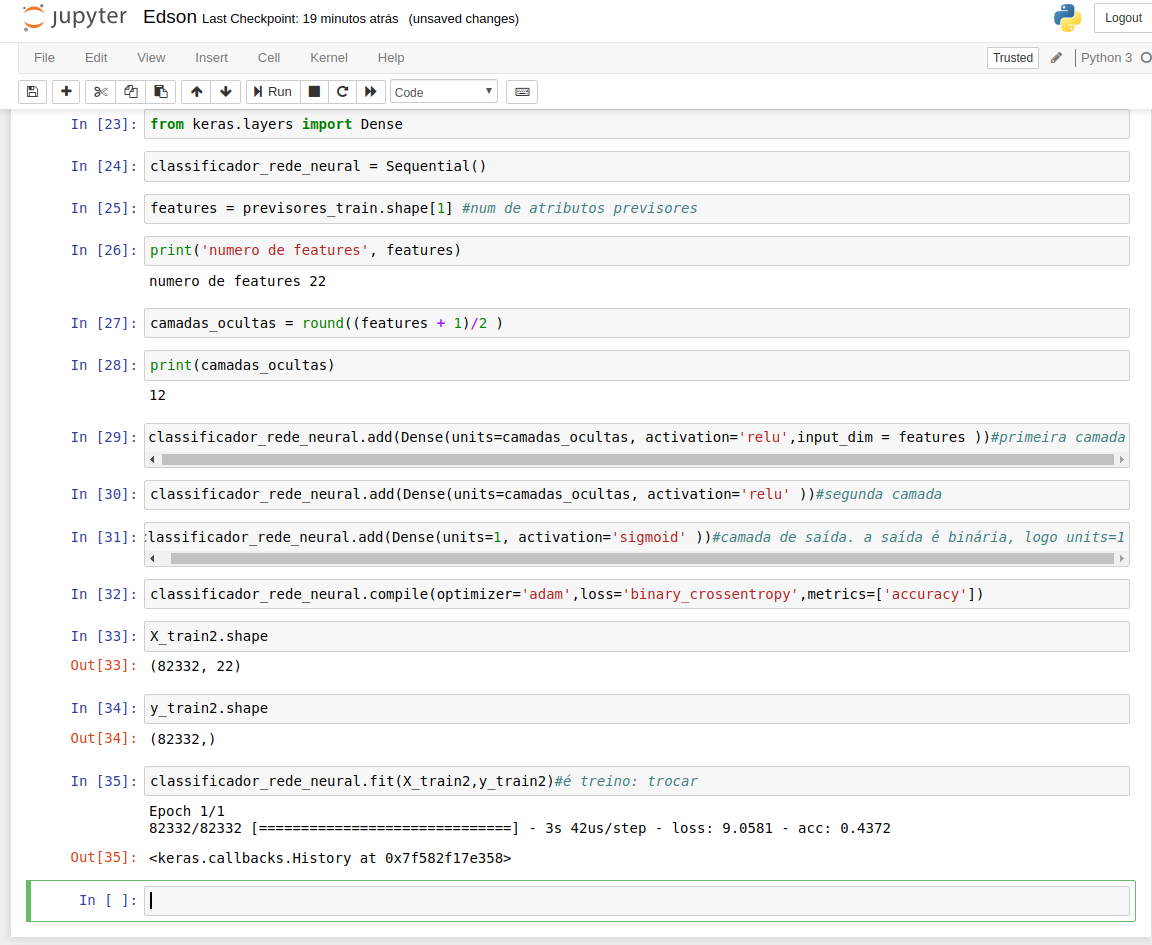 jupyter Edson Last Checkpoint: 19 minutos atrás (unsaved changes) Logout
File Edit View Insert Cell Kernel Help Trusted Python 3
Run Code
In [23]: from keras.layers import Dense
In [24]: classificador_rede_neural = Sequential()
In [25]: features = previsores_train.shape[1] #num de atributos previsores
In [26]: print('numero de features', features)
numero de features 22
In [27]: camadas_ocultas = round((features + 1)/2 )
In [28]: print(camadas_ocultas)
12
In [29]: classificador_rede_neural.add(Dense(units=camadas_ocultas, activation='relu',input_dim = features ))#primeira camada
In [30]: classificador_rede_neural.add(Dense(units=camadas_ocultas, activation='relu' ))#segunda camada
In [31]: lassificador_rede_neural.add(Dense(units=1, activation='sigmoid' ))#camada de saída. a saída é binária, logo units=1
In [32]: classificador_rede_neural.compile(optimizer='adam',loss='binary_crossentropy',metrics=['accuracy'])
In [33]: X_train2.shape
Out[33]: (82332, 22)
In [34]: y_train2.shape
Out[34]: (82332,)
In [35]: classificador_rede_neural.fit(X_train2,y_train2)#é treino: trocar
Epoch 1/1
82332/82332 [==============================] - 3s 42us/step - loss: 9.0581 - acc: 0.4372
Out[35]: <keras.callbacks.History at 0x7f582f17e358>
In [ ]: